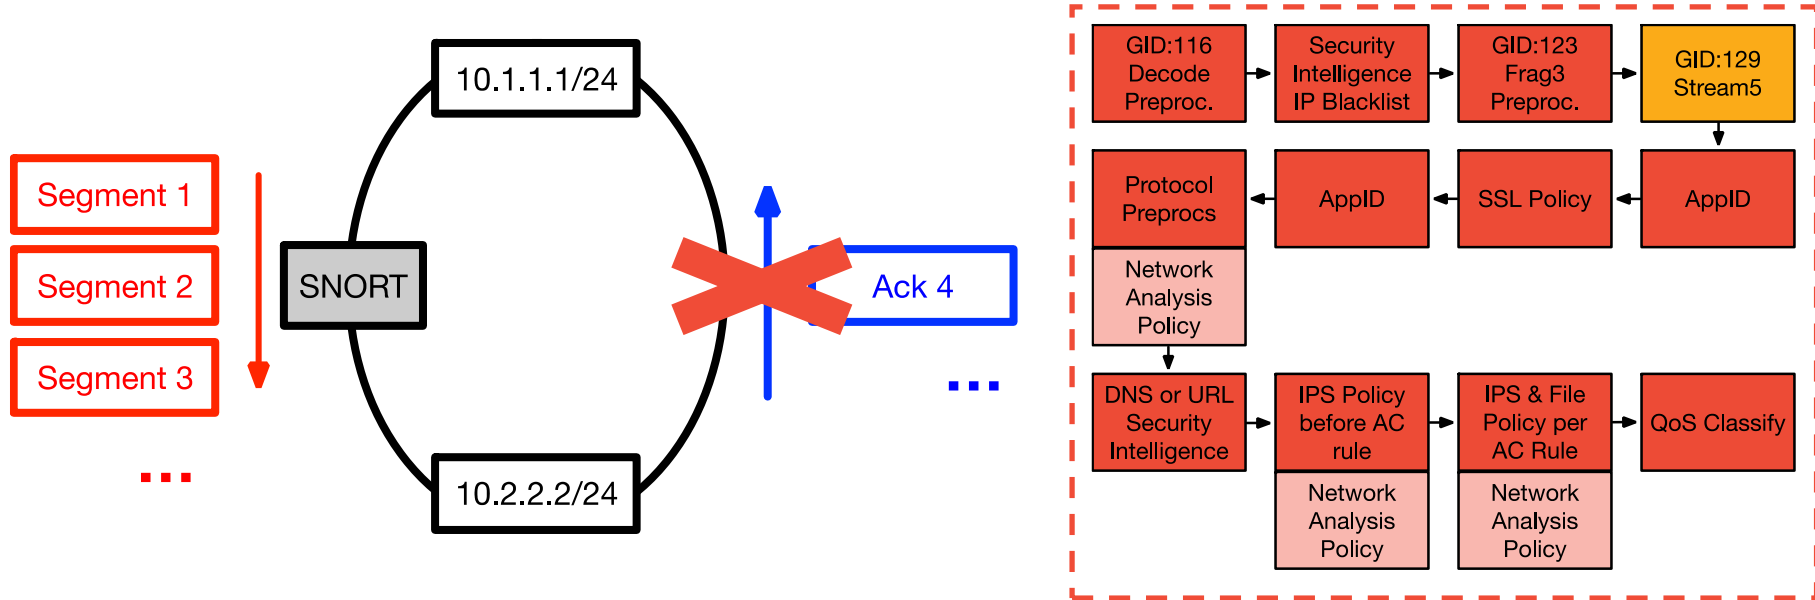 10.1.1.1/24
Segment 1
Segment 2
Segment 3
...
SNORT
Ack 4
...
10.2.2.2/24
GID:116
Decode
Preproc.
Security
Intelligence
IP Blacklist
GID:123
Frag3
Preproc.
GID:129
Stream5
Protocol
Preprocs
AppID
SSL Policy
AppID
Network
Analysis
Policy
DNS or URL
Security
Intelligence
IPS Policy
before AC
rule
IPS & File
Policy per
AC Rule
QoS Classify
Network
Analysis
Policy
Network
Analysis
Policy